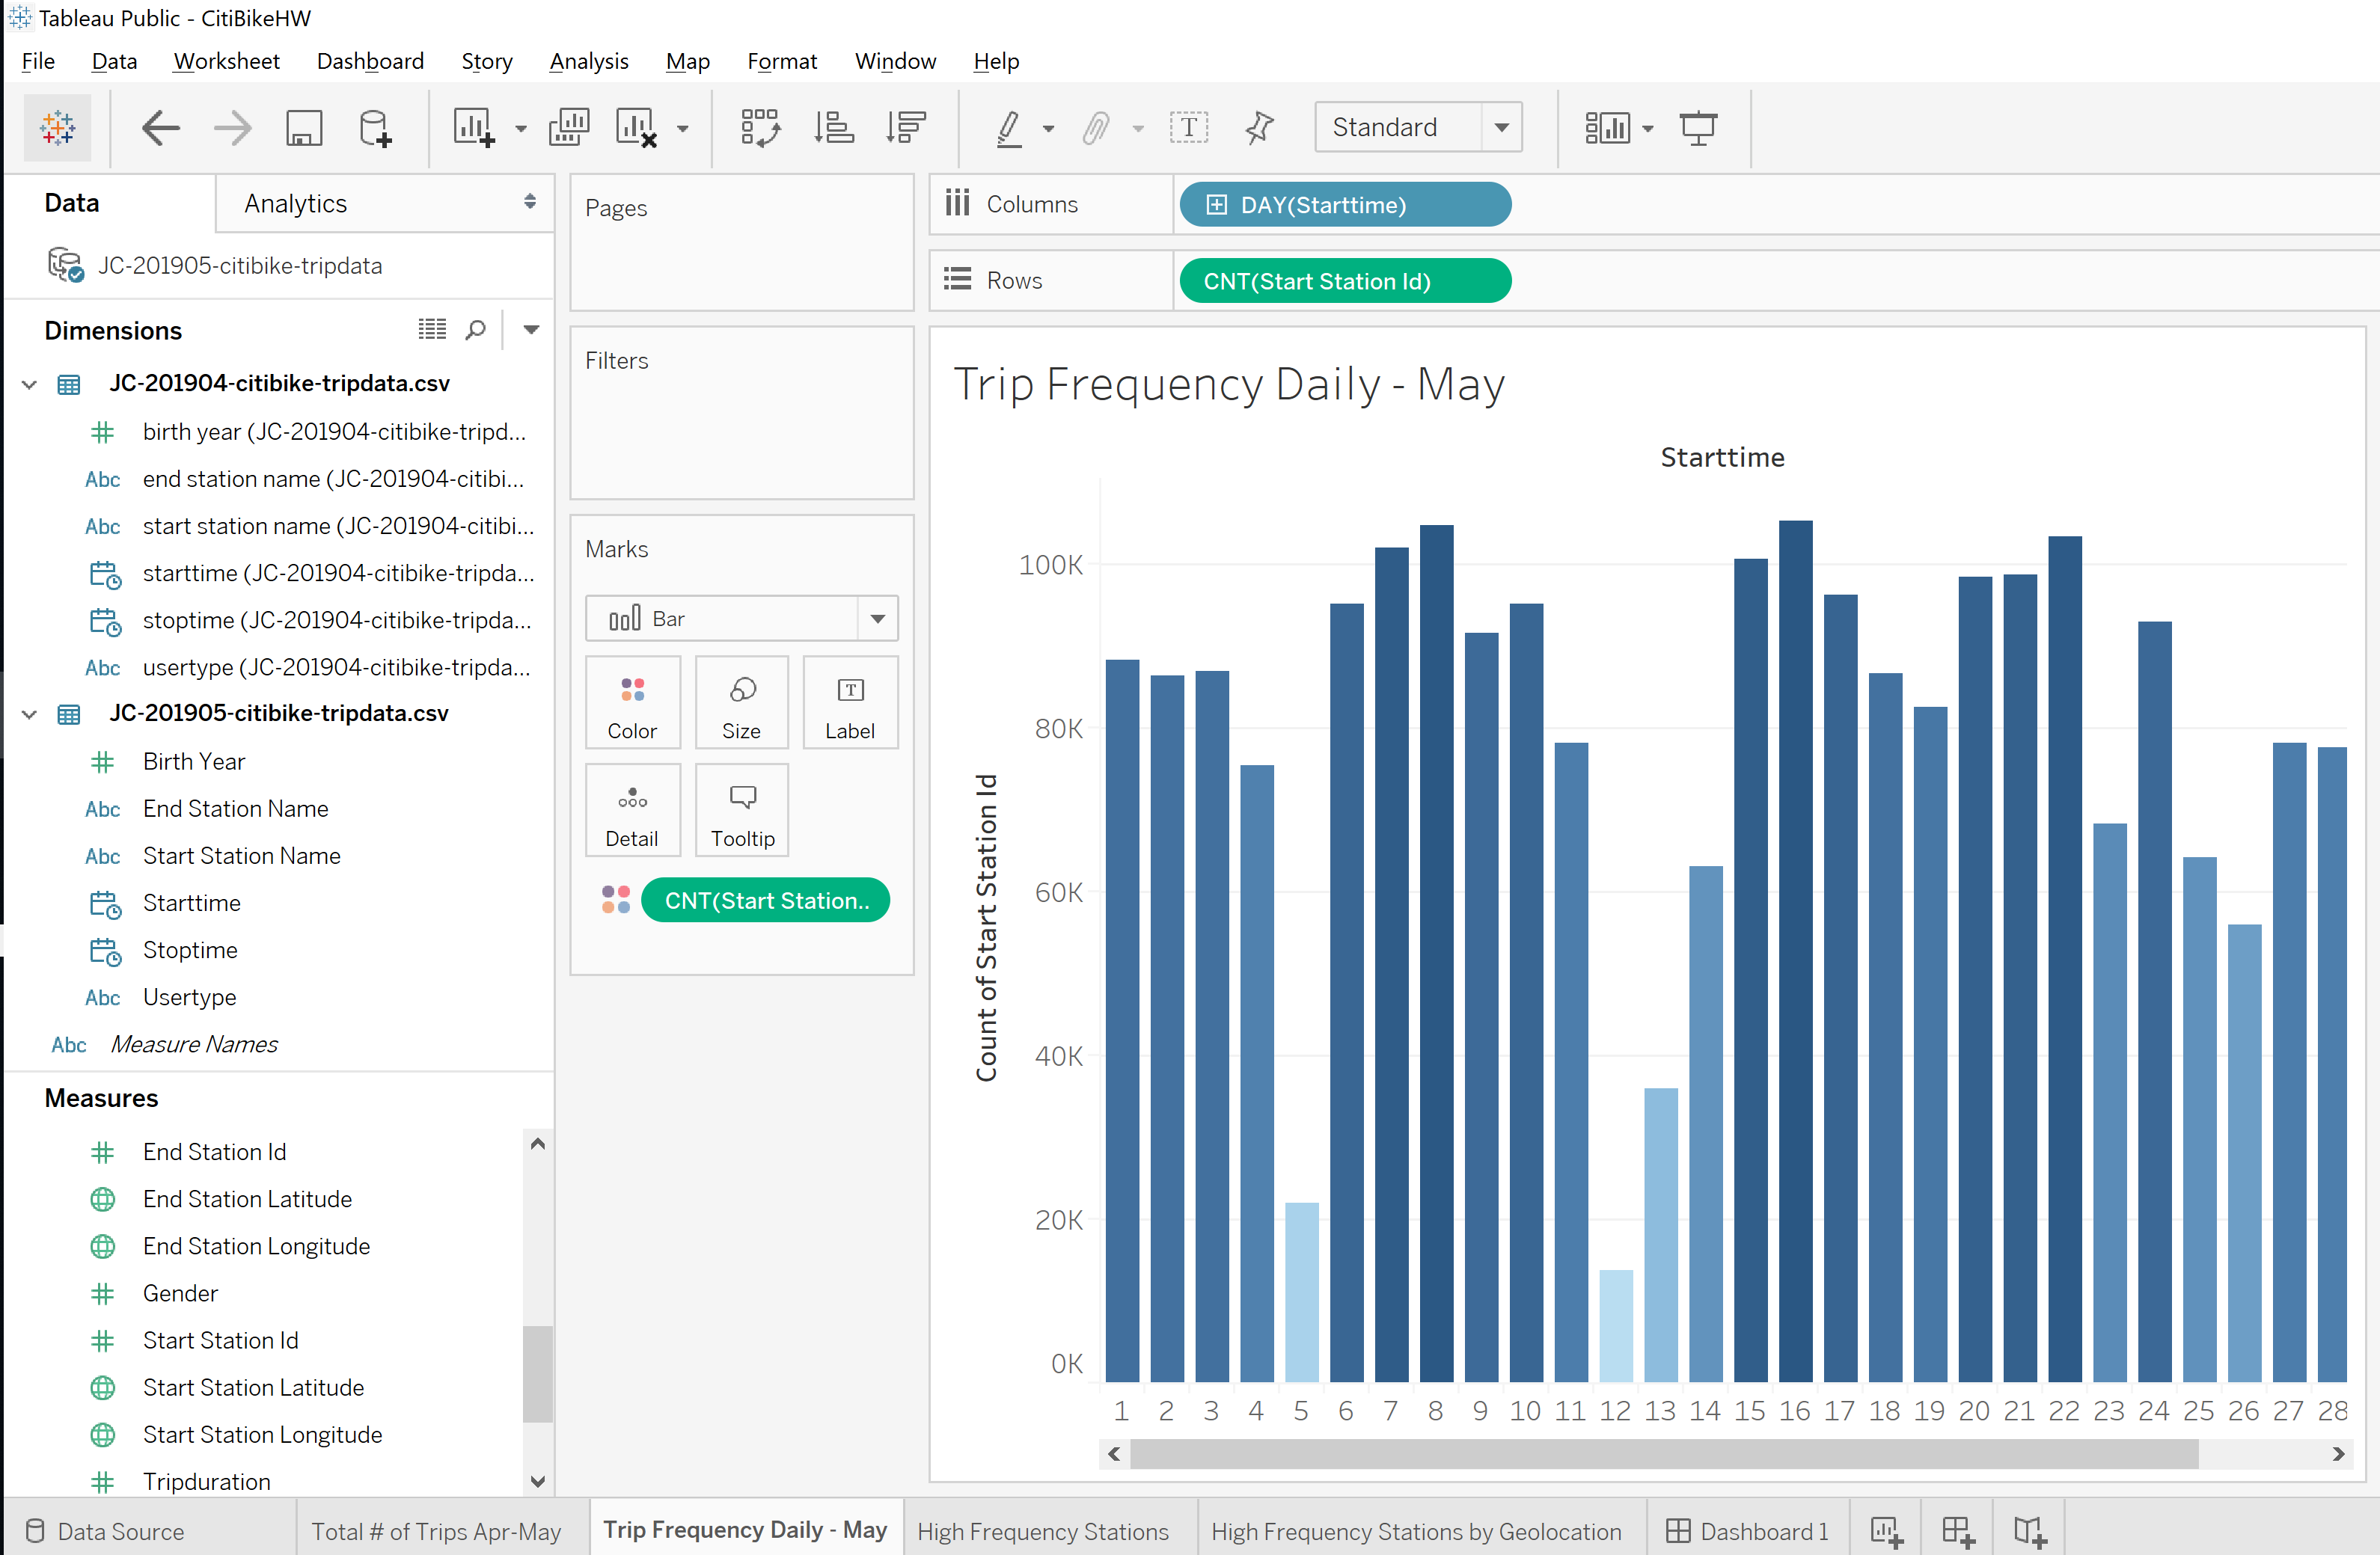 Tableau Public - CitiBikeHW
File Data Worksheet Dashboard Story Analysis Map Format Window Help
T Standard
Data Analytics
JC-201905-citibike-tripdata
Dimensions
JC-201904-citibike-tripdata.csv
birth year (JC-201904-citibike-tripd...
Abc end station name (JC-201904-citibi...
Abc start station name (JC-201904-citibi...
starttime (JC-201904-citibike-tripda...
stoptime (JC-201904-citibike-tripda...
Abc usertype (JC-201904-citibike-tripda...
JC-201905-citibike-tripdata.csv
Birth Year
Abc End Station Name
Abc Start Station Name
Starttime
Stoptime
Abc Usertype
Abc Measure Names
Measures
End Station Id
End Station Latitude
End Station Longitude
Gender
Start Station Id
Start Station Latitude
Start Station Longitude
Tripduration
Pages
Filters
Marks
Bar
Color Size T Label
Detail Tooltip
CNT(Start Station..
Columns DAY(Starttime)
Rows CNT(Start Station Id)
Trip Frequency Daily - May
Starttime
Count of Start Station Id
100K
80K
60K
40K
20K
0K
1 2 3 4 5 6 7 8 9 10 11 12 13 14 15 16 17 18 19 20 21 22 23 24 25 26 27 28
Data Source Total # of Trips Apr-May Trip Frequency Daily - May High Frequency Stations High Frequency Stations by Geolocation Dashboard 1